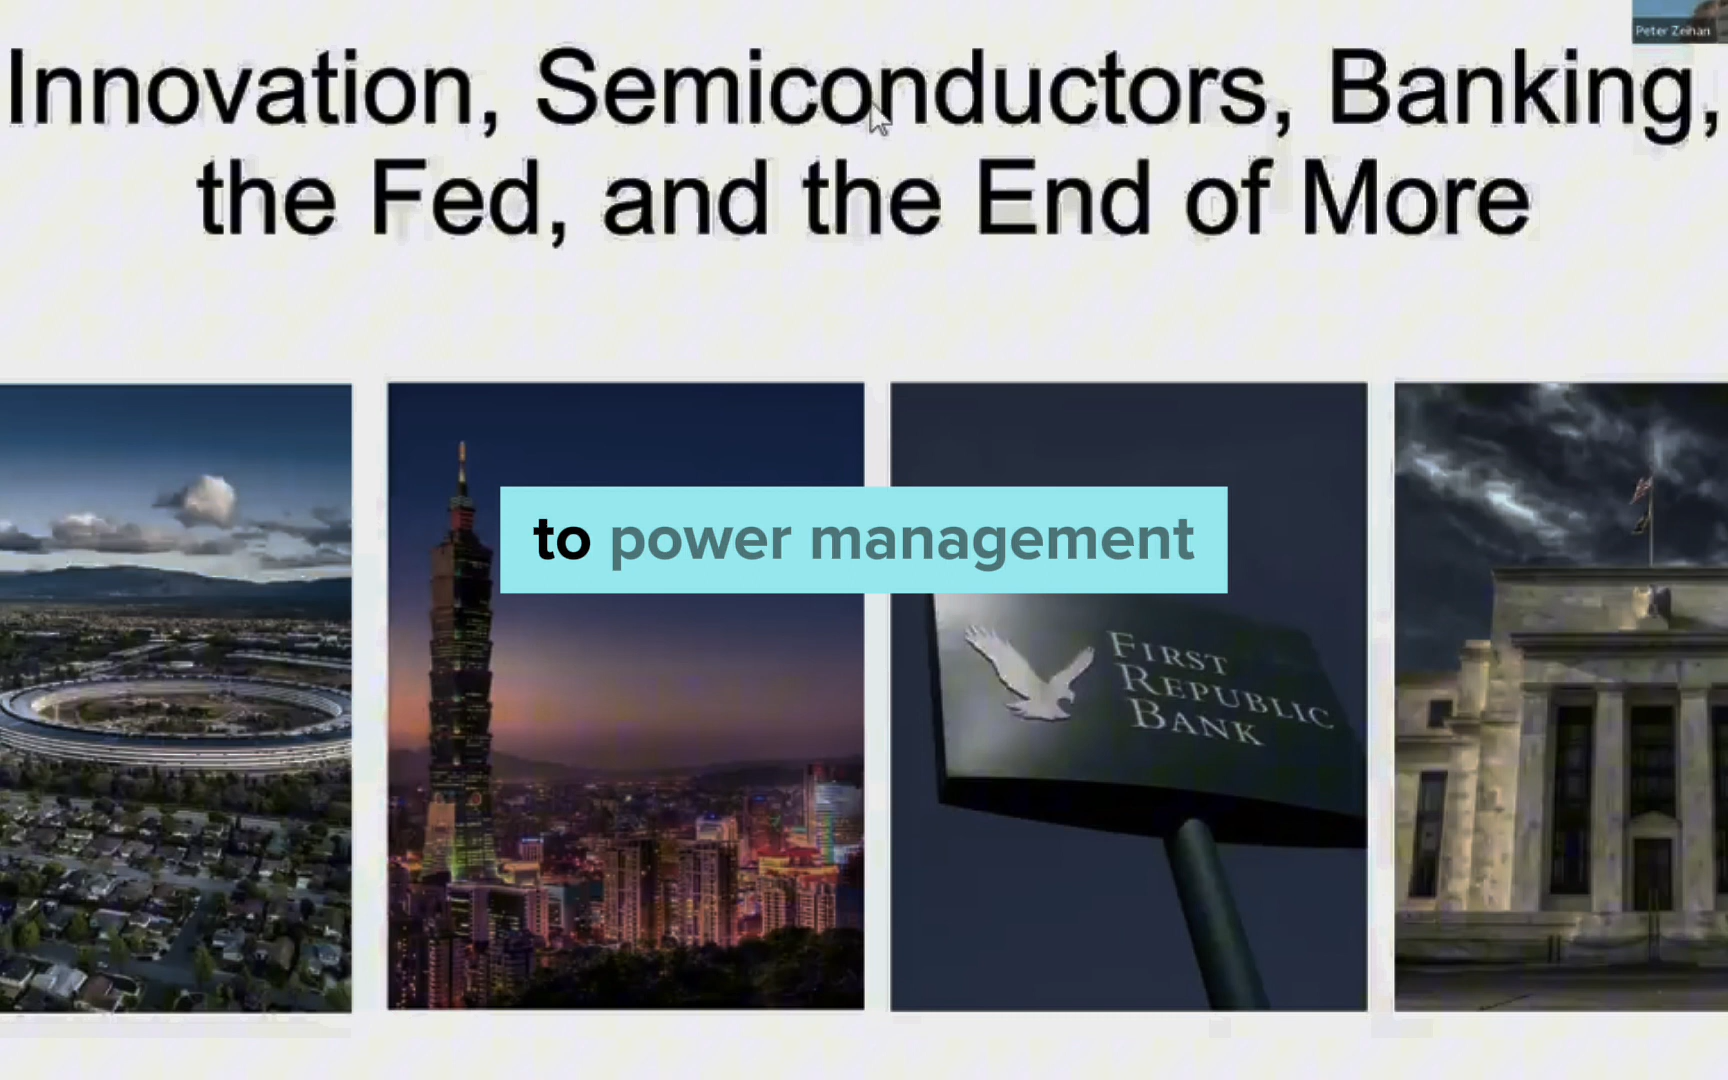 Peter Zeihan
Innovation, Semiconductors, Banking,
the Fed, and the End of More
to power management
FIRST
REPUBLIC
BANK